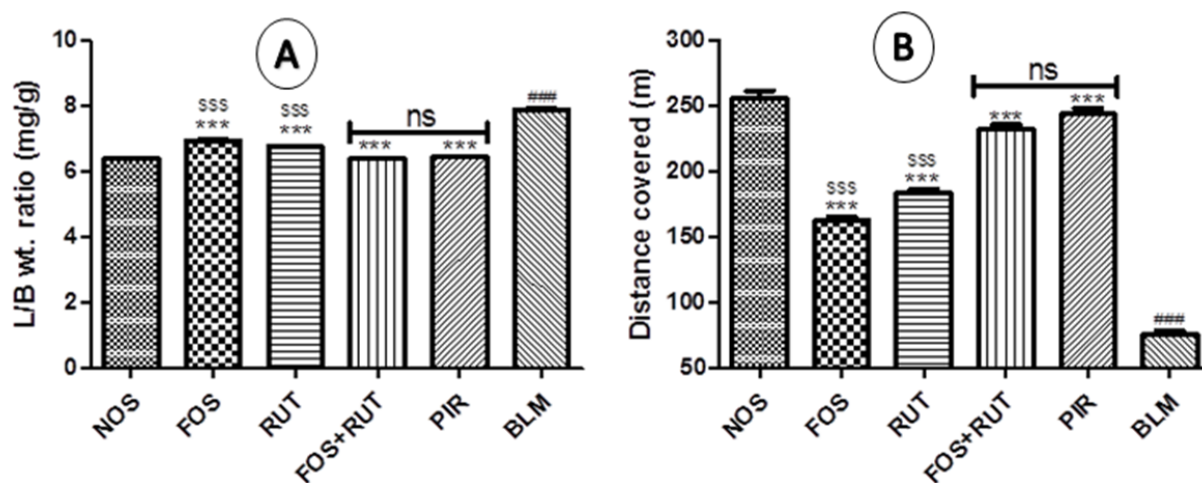 A
L/B wt. ratio (mg/g)
10
8
6
4
2
0
$$$
***
$$$
***
ns
***
***
###
NOS
FOS
RUT
FOS+RUT
PIR
BLM
B
Distance covered (m)
300
250
200
150
100
50
$$$
***
$$$
***
ns
***
***
###
NOS
FOS
RUT
FOS+RUT
PIR
BLM